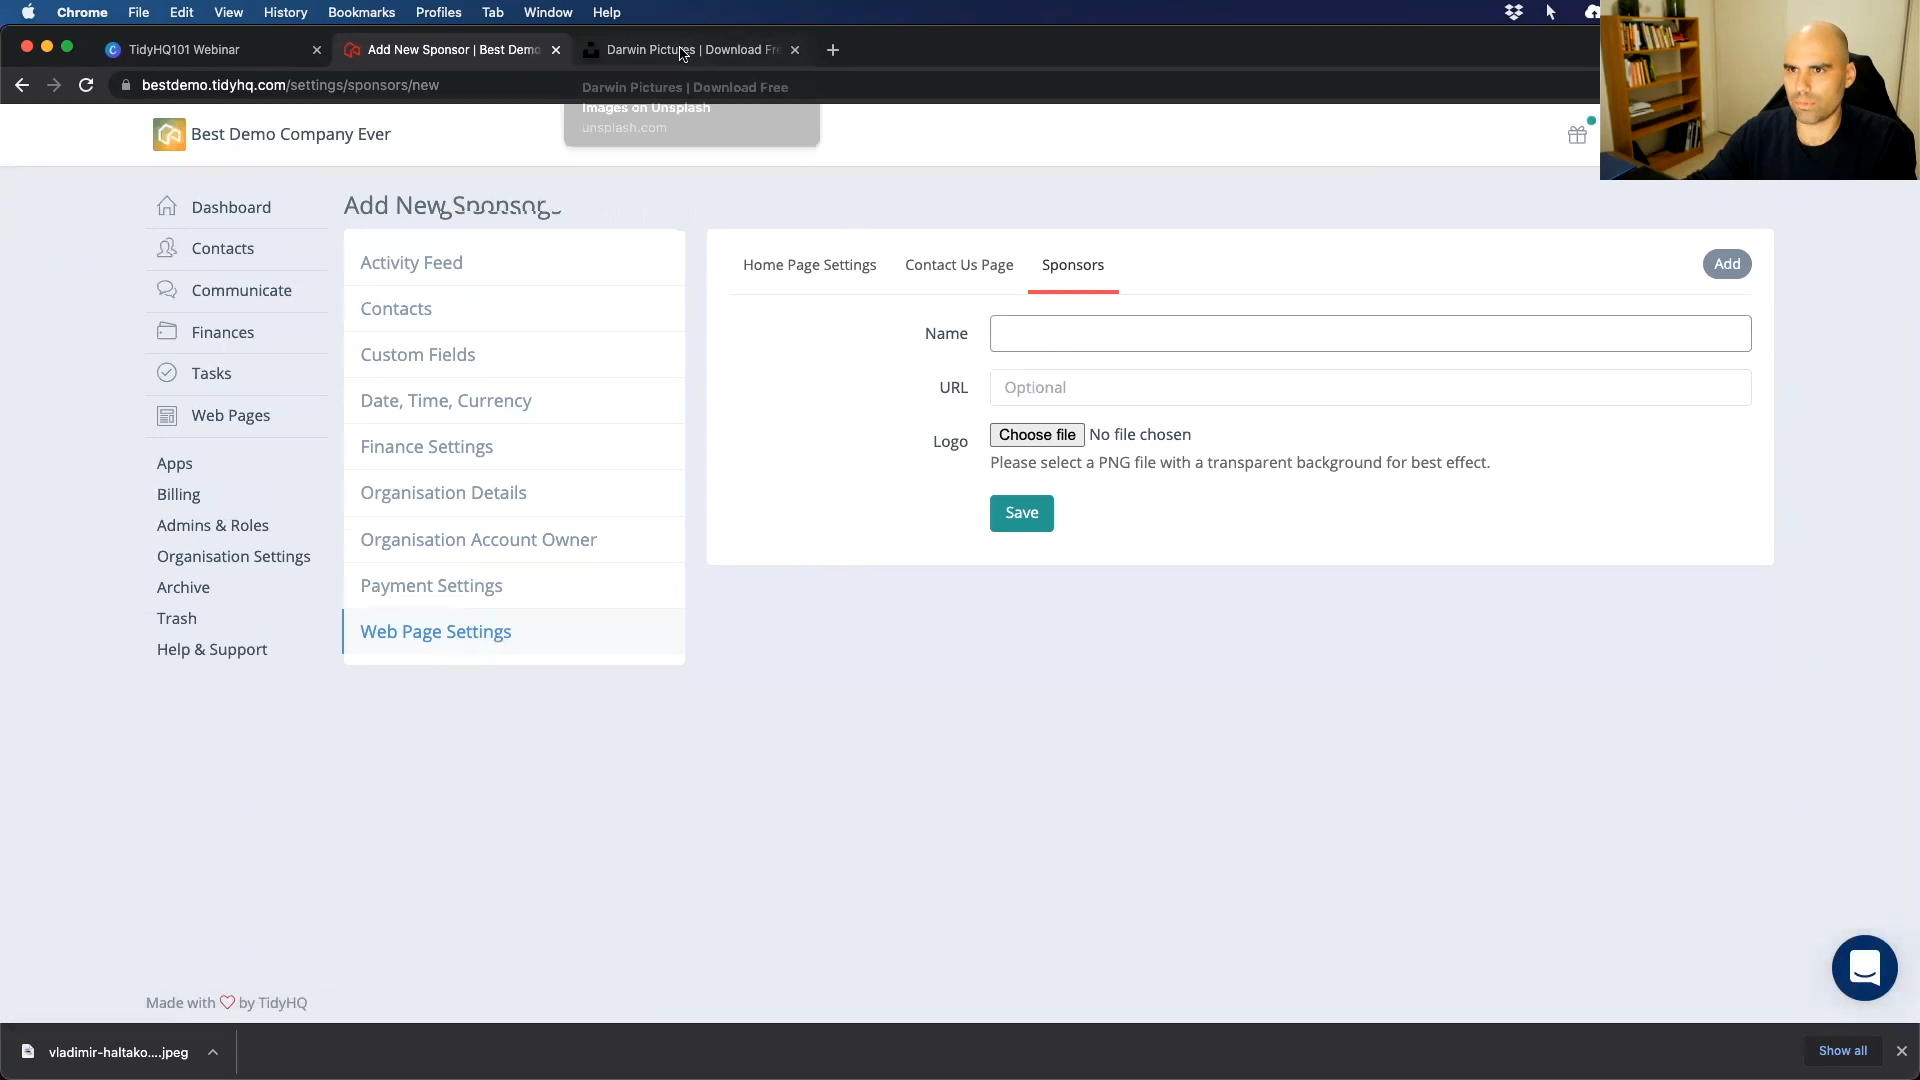 Chrome File Edit View History Bookmarks Profiles Tab Window Help
TidyHQ101 Webinar
Add New Sponsor | Best Demo
Darwin Pictures | Download Fre
bestdemo.tidyhq.com/settings/sponsors/new
Darwin Pictures | Download Free
Images on Unsplash
unsplash.com
Best Demo Company Ever
Dashboard
Contacts
Communicate
Finances
Tasks
Web Pages
Apps
Billing
Admins & Roles
Organisation Settings
Archive
Trash
Help & Support
Add New Sponsor
Activity Feed
Contacts
Custom Fields
Date, Time, Currency
Finance Settings
Organisation Details
Organisation Account Owner
Payment Settings
Web Page Settings
Home Page Settings Contact Us Page Sponsors Add
Name
URL Optional
Logo Choose file No file chosen
Please select a PNG file with a transparent background for best effect.
Save
Made with by TidyHQ
vladimir-haltako....jpeg
Show all